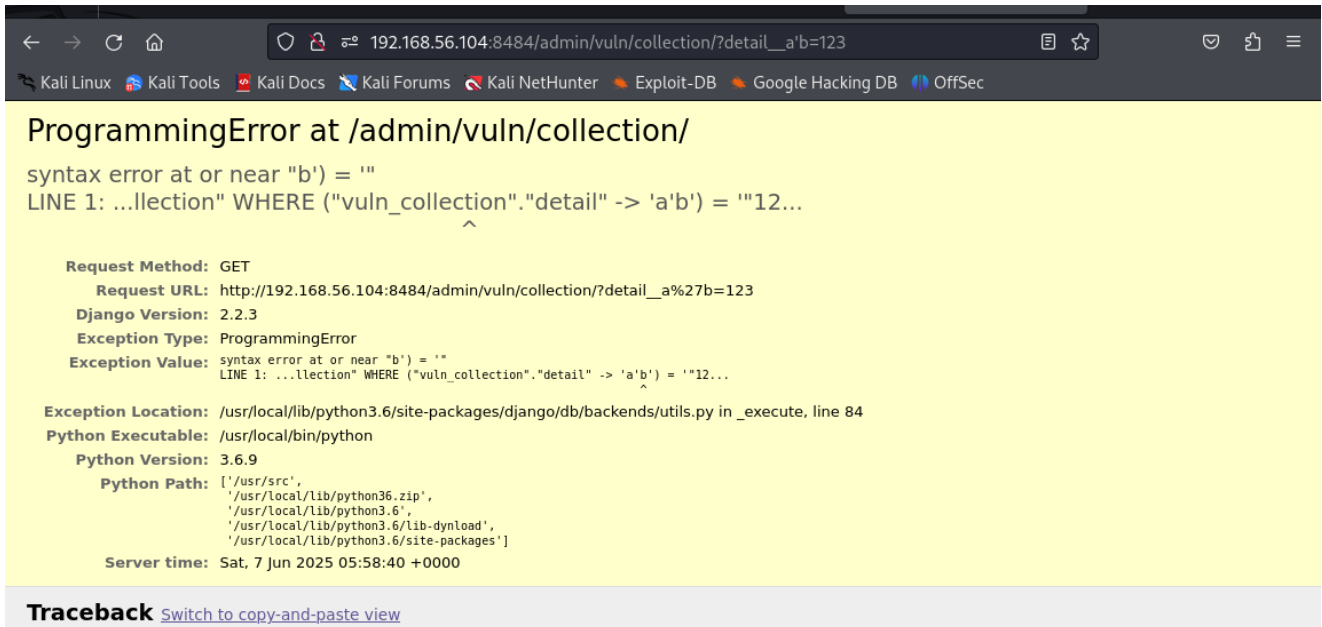 192.168.56.104:8484/admin/vuln/collection/?detail__a'b=123
Kali Linux Kali Tools Kali Docs Kali Forums Kali NetHunter Exploit-DB Google Hacking DB OffSec
ProgrammingError at /admin/vuln/collection/
syntax error at or near "b') = '"
LINE 1: ...llection" WHERE ("vuln_collection"."detail" -> 'a'b') = '"12...
^
Request Method: GET
Request URL: http://192.168.56.104:8484/admin/vuln/collection/?detail__a%27b=123
Django Version: 2.2.3
Exception Type: ProgrammingError
Exception Value: syntax error at or near "b') = '"
LINE 1: ...llection" WHERE ("vuln_collection"."detail" -> 'a'b') = '"12...
^
Exception Location: /usr/local/lib/python3.6/site-packages/django/db/backends/utils.py in _execute, line 84
Python Executable: /usr/local/bin/python
Python Version: 3.6.9
Python Path: ['/usr/src',
'/usr/local/lib/python36.zip',
'/usr/local/lib/python3.6',
'/usr/local/lib/python3.6/lib-dynload',
'/usr/local/lib/python3.6/site-packages']
Server time: Sat, 7 Jun 2025 05:58:40 +0000
Traceback Switch to copy-and-paste view